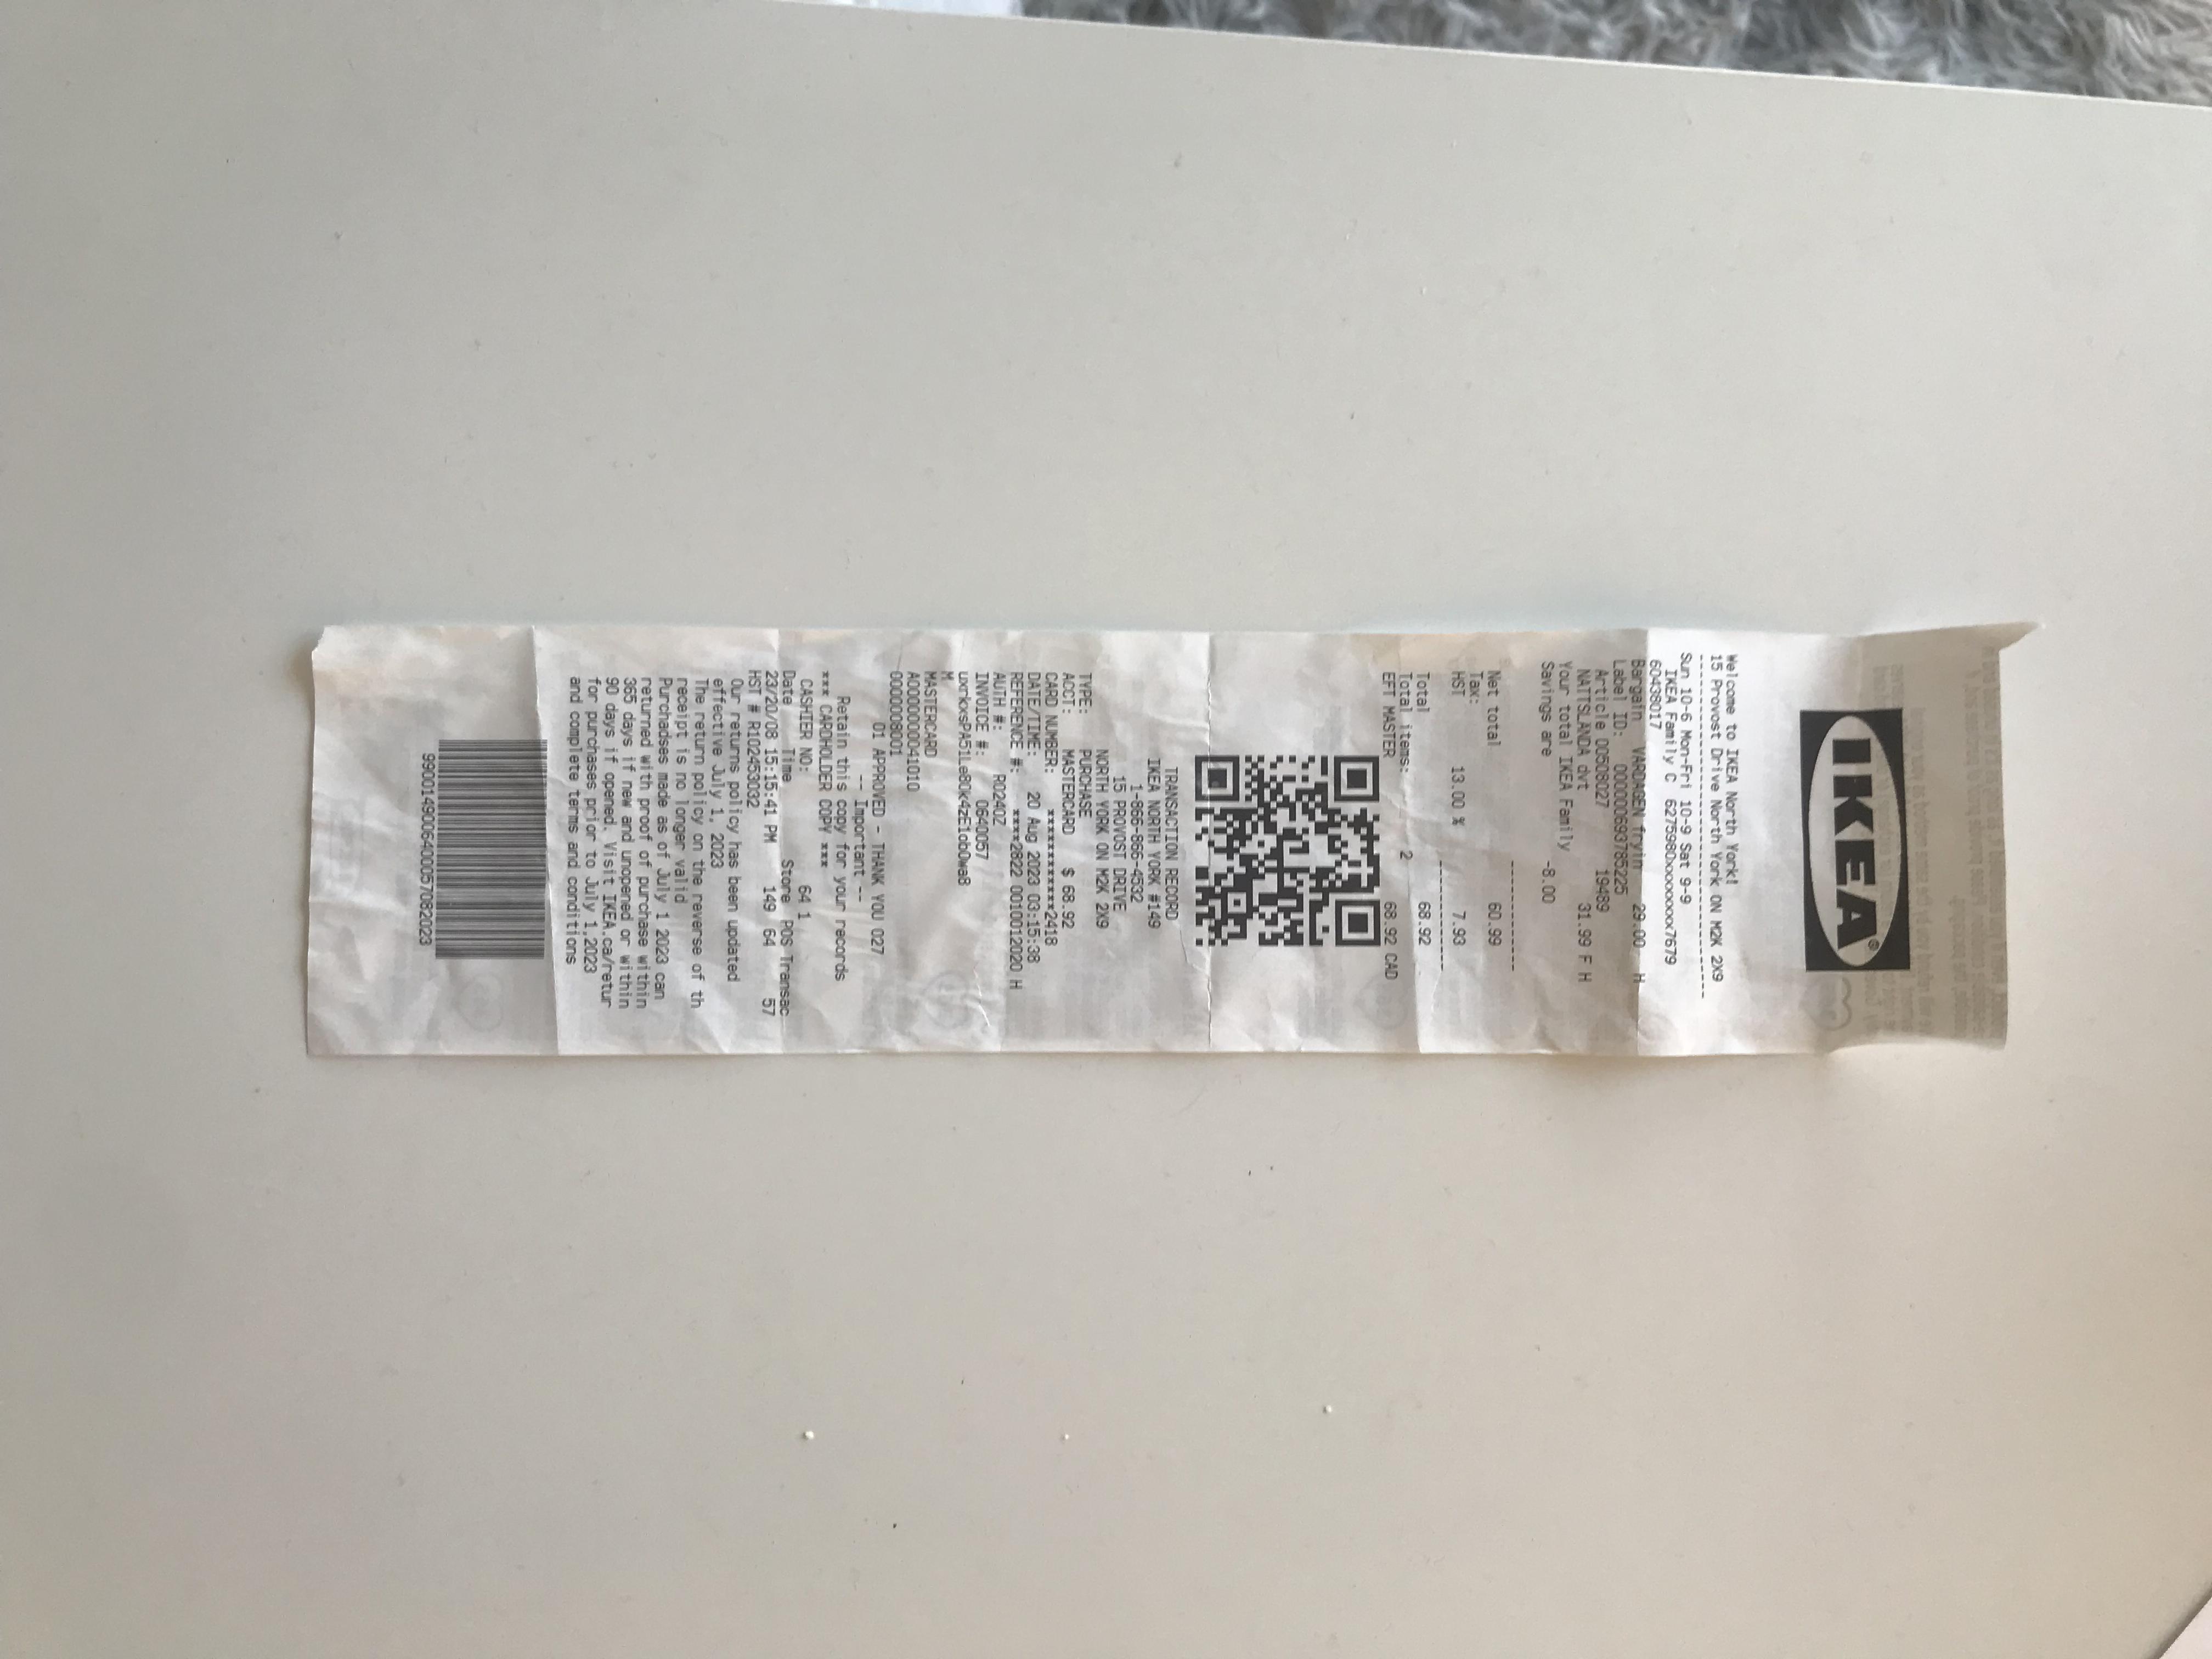 IKEA®
Welcome to IKEA North York!
15 Provost Drive North York ON M2K 2X9
----------------------------------------
Sun 10-6 Mon-Fri 10-9 Sat 9-9
IKEA Family C 6275980xxxxxxxx7679
60438017
Bargain VARDAGEN fryin 29.00 H
Label ID: 00000693785225
Article 00508027 19489
NATTSLANDA dvt 31.99 F H
Your total IKEA Family
Savings are -8.00
----------------
Net total 60.99
Tax:
HST 13.00 % 7.93
----------------
Total 68.92
Total items: 2
EFT MASTER 68.92 CAD
TRANSACTION RECORD
IKEA NORTH YORK #149
1-866-866-4532
15 PROVOST DRIVE
NORTH YORK ON M2K 2X9
TYPE: PURCHASE
ACCT: MASTERCARD $ 68.92
CARD NUMBER: ************2418
DATE/TIME: 20 Aug 2023 03:15:38
REFERENCE #: ****2822 0010012020 H
AUTH #: R0240Z
INVOICE #: 0640057
uxrkxsPA51Le8Ok4zE1ob0wa8
M
MASTERCARD
A0000000041010
0000008001
01 APPROVED - THANK YOU 027
-- Important --
Retain this copy for your records
*** CARDHOLDER COPY ***
CASHIER NO: 64 1
Date Time Store POS Transac
23/20/08 15:15:41 PM 149 64 57
HST # R102453032
Our returns policy has been updated
effective July 1, 2023
The return policy on the reverse of th
receipt is no longer valid
Purchadses made as of July 1 2023 can
returned with proof of purchase within
365 days if new and unopened or within
90 days if opened. Visit IKEA.ca/retur
for purchases prior to July 1,2023
and complete terms and conditions
990014900640005708​2023